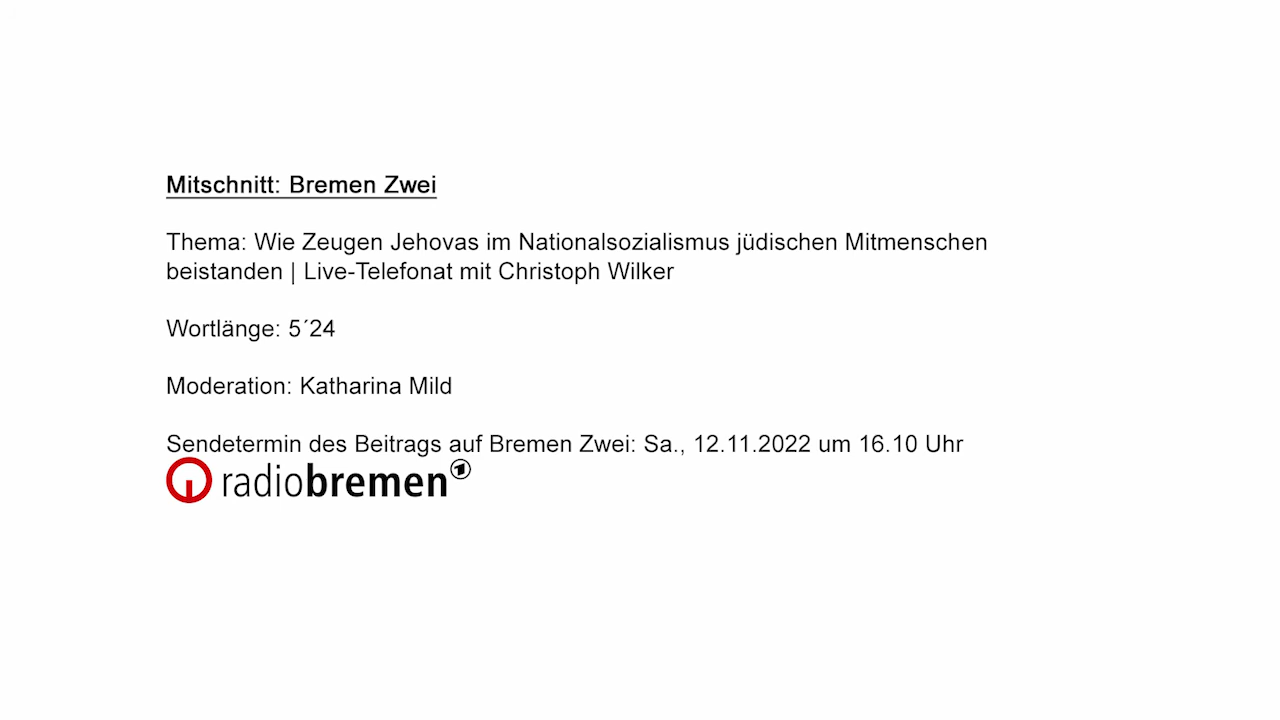 Mitschnitt: Bremen Zwei
Thema: Wie Zeugen Jehovas im Nationalsozialismus jüdischen Mitmenschen
beistanden | Live-Telefonat mit Christoph Wilker
Wortlänge: 5´24
Moderation: Katharina Mild
Sendetermin des Beitrags auf Bremen Zwei: Sa., 12.11.2022 um 16.10 Uhr
radiobremen